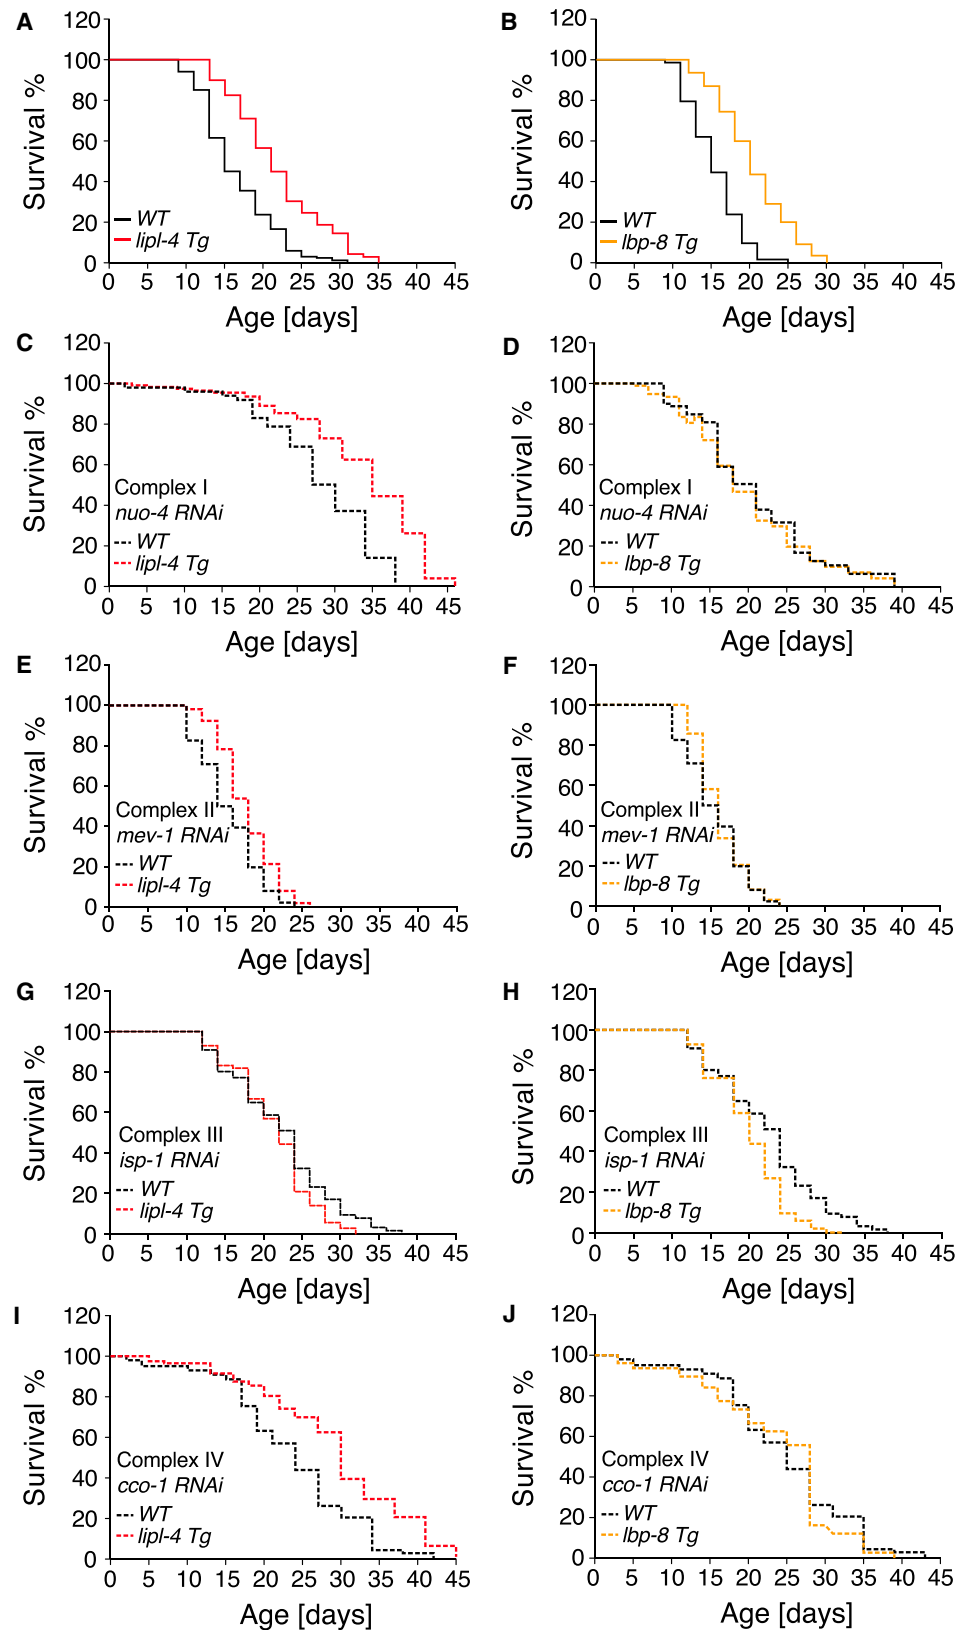 A
120
100
80
60
40
20
0
Survival %
WT
lipl-4 Tg
0 5 10 15 20 25 30 35 40 45
Age [days]
B
120
100
80
60
40
20
0
Survival %
WT
lbp-8 Tg
0 5 10 15 20 25 30 35 40 45
Age [days]
C
120
100
80
60
40
20
0
Survival %
Complex I
nuo-4 RNAi
WT
lipl-4 Tg
0 5 10 15 20 25 30 35 40 45
Age [days]
D
120
100
80
60
40
20
0
Survival %
Complex I
nuo-4 RNAi
WT
lbp-8 Tg
0 5 10 15 20 25 30 35 40 45
Age [days]
E
120
100
80
60
40
20
0
Survival %
Complex II
mev-1 RNAi
WT
lipl-4 Tg
0 5 10 15 20 25 30 35 40 45
Age [days]
F
120
100
80
60
40
20
0
Survival %
Complex II
mev-1 RNAi
WT
lbp-8 Tg
0 5 10 15 20 25 30 35 40 45
Age [days]
G
120
100
80
60
40
20
0
Survival %
Complex III
isp-1 RNAi
WT
lipl-4 Tg
0 5 10 15 20 25 30 35 40 45
Age [days]
H
120
100
80
60
40
20
0
Survival %
Complex III
isp-1 RNAi
WT
lbp-8 Tg
0 5 10 15 20 25 30 35 40 45
Age [days]
I
120
100
80
60
40
20
0
Survival %
Complex IV
cco-1 RNAi
WT
lipl-4 Tg
0 5 10 15 20 25 30 35 40 45
Age [days]
J
120
100
80
60
40
20
0
Survival %
Complex IV
cco-1 RNAi
WT
lbp-8 Tg
0 5 10 15 20 25 30 35 40 45
Age [days]